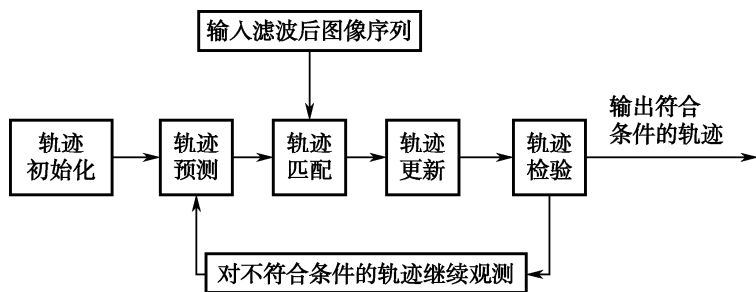 输入滤波后图像序列
轨迹
初始化
轨迹
预测
轨迹
匹配
轨迹
更新
轨迹
检验
输出符合
条件的轨迹
对不符合条件的轨迹继续观测